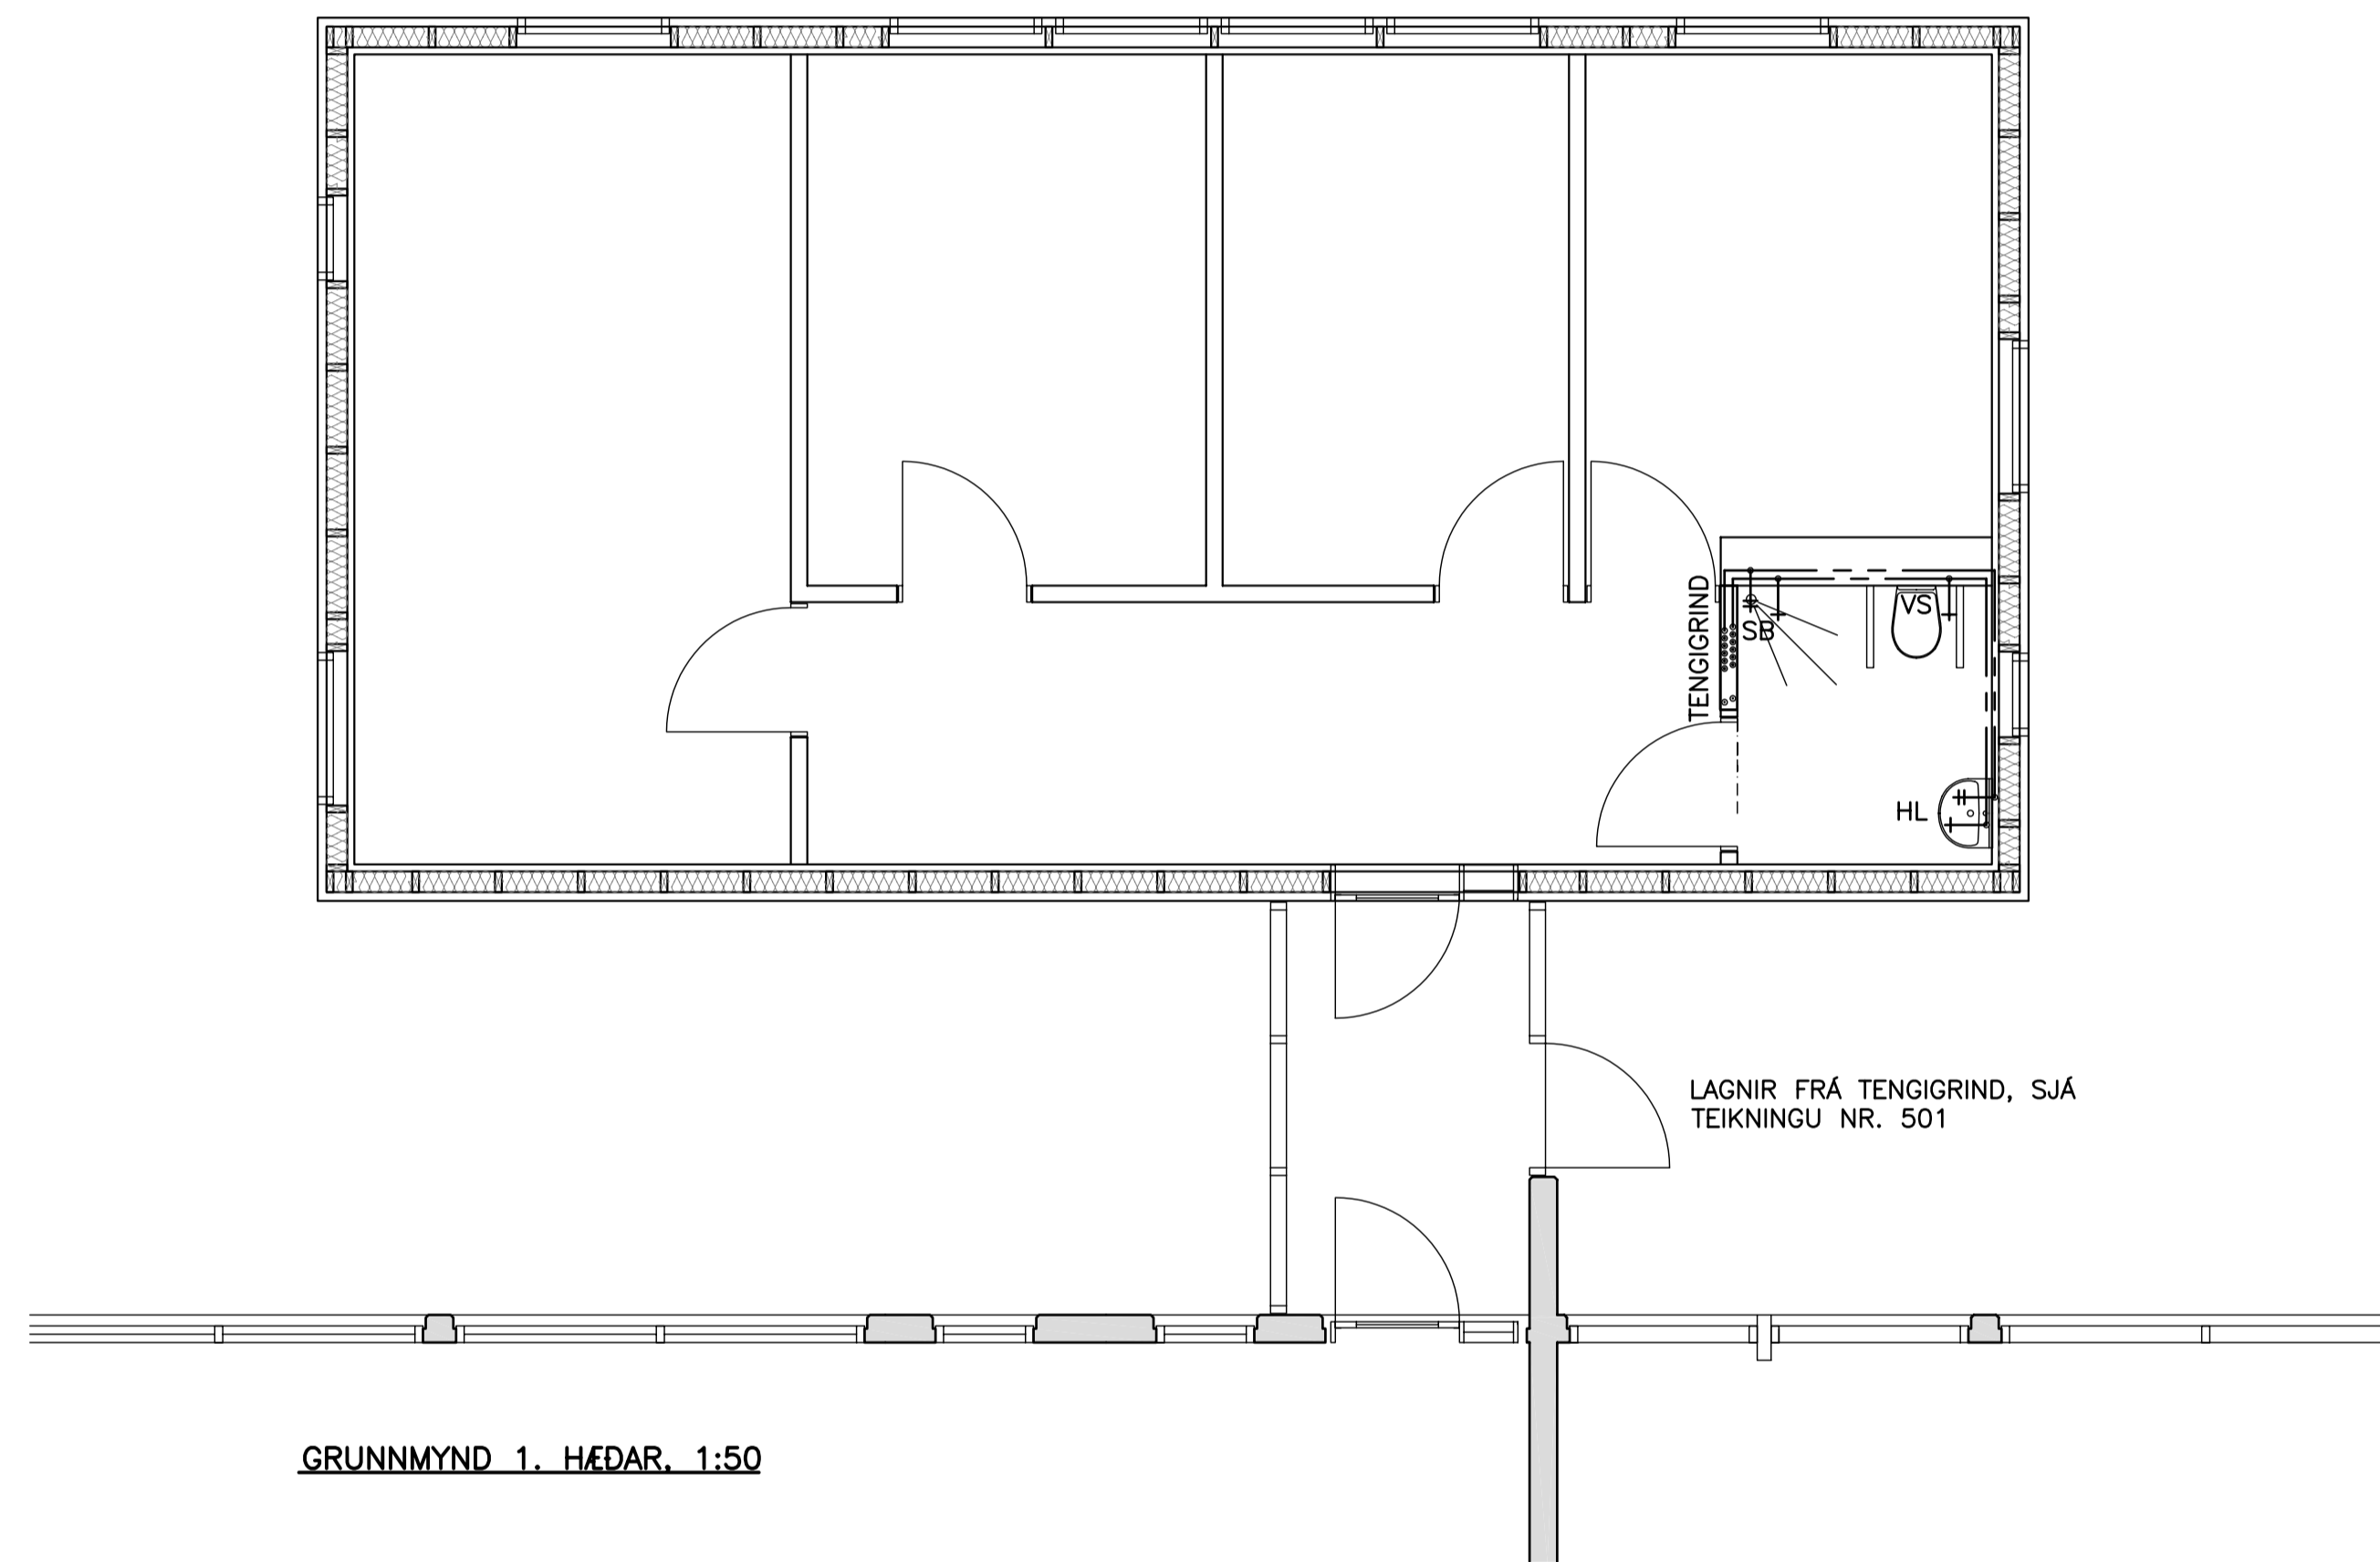 TENGIGRIND
SB
VS
HL
LAGNIR FRÁ TENGIGRIND, SJÁ
TEIKNINGU NR. 501
GRUNNMYND 1. HÆÐAR, 1:50